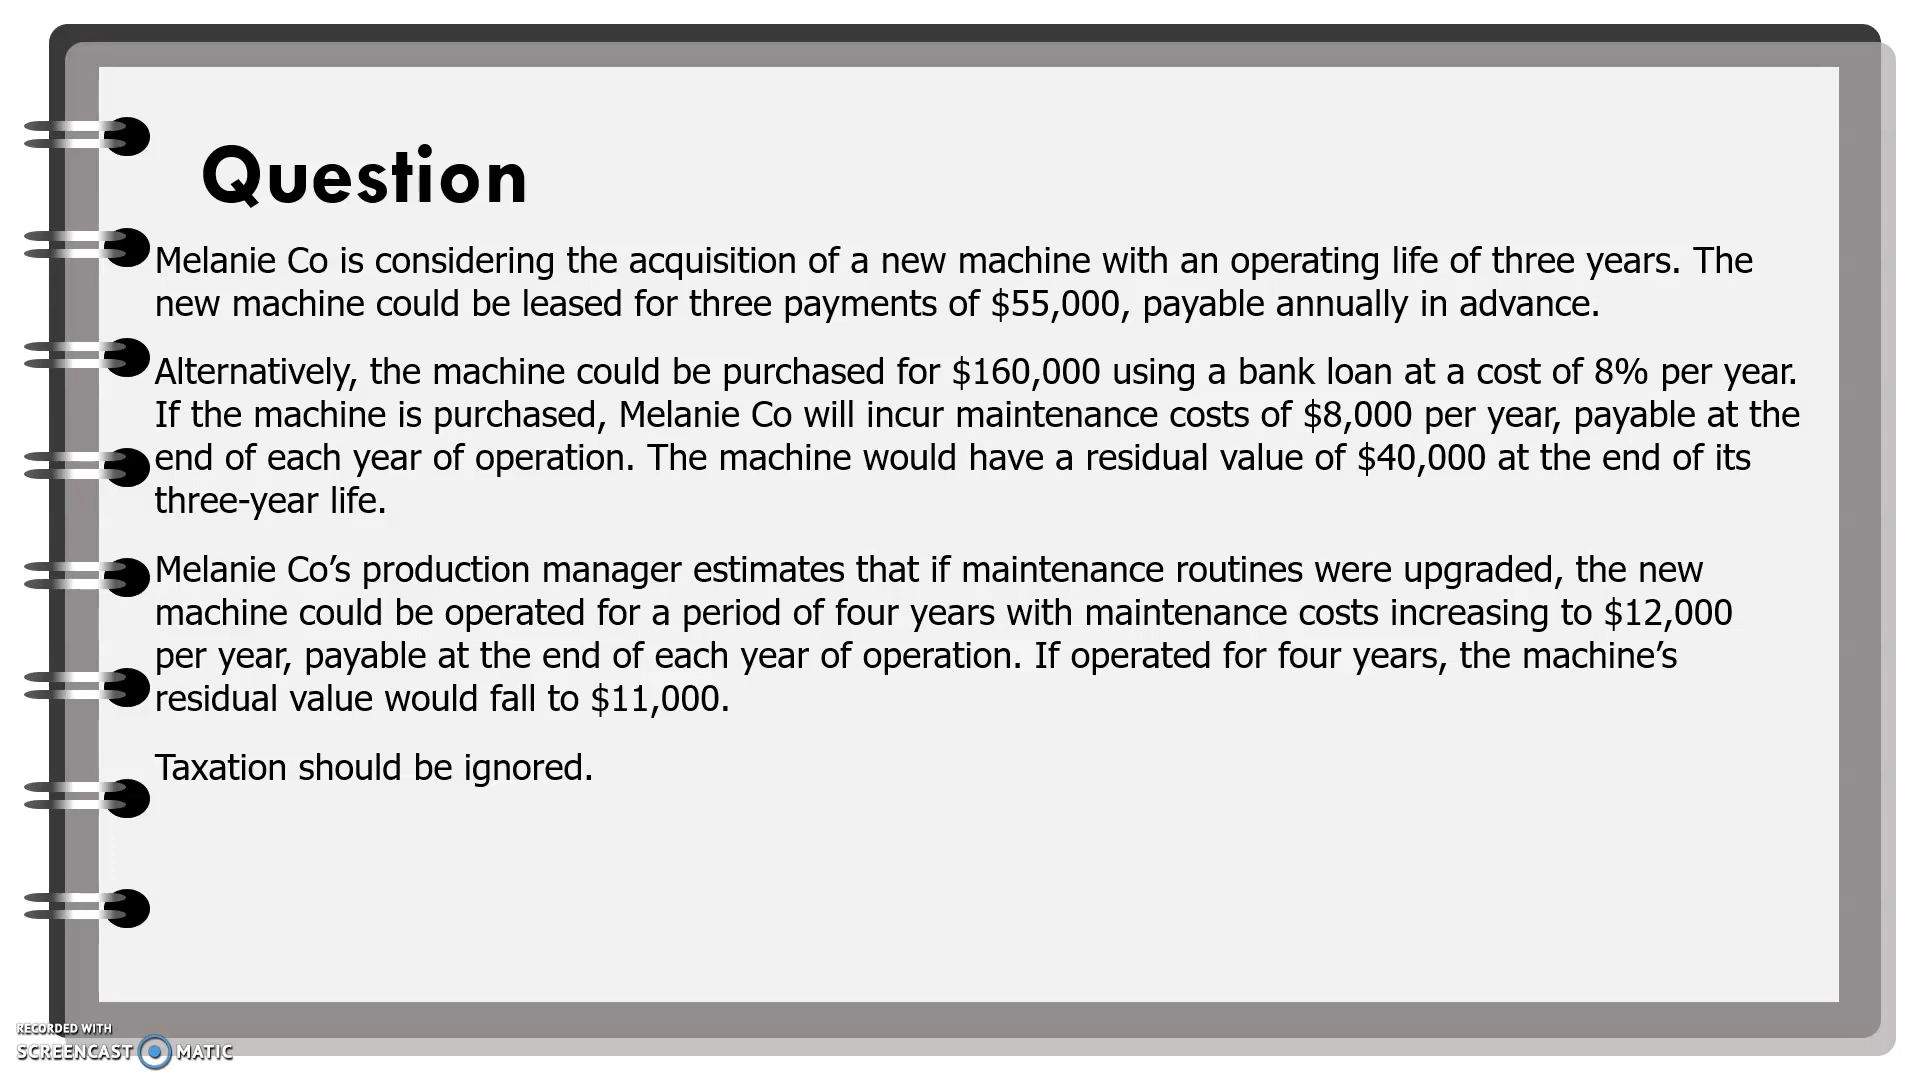 Question
Melanie Co is considering the acquisition of a new machine with an operating life of three years. The
new machine could be leased for three payments of $55,000, payable annually in advance.
Alternatively, the machine could be purchased for $160,000 using a bank loan at a cost of 8% per year.
If the machine is purchased, Melanie Co will incur maintenance costs of $8,000 per year, payable at the
end of each year of operation. The machine would have a residual value of $40,000 at the end of its
three-year life.
Melanie Co’s production manager estimates that if maintenance routines were upgraded, the new
machine could be operated for a period of four years with maintenance costs increasing to $12,000
per year, payable at the end of each year of operation. If operated for four years, the machine’s
residual value would fall to $11,000.
Taxation should be ignored.
RECORDED WITH
SCREENCAST MATIC